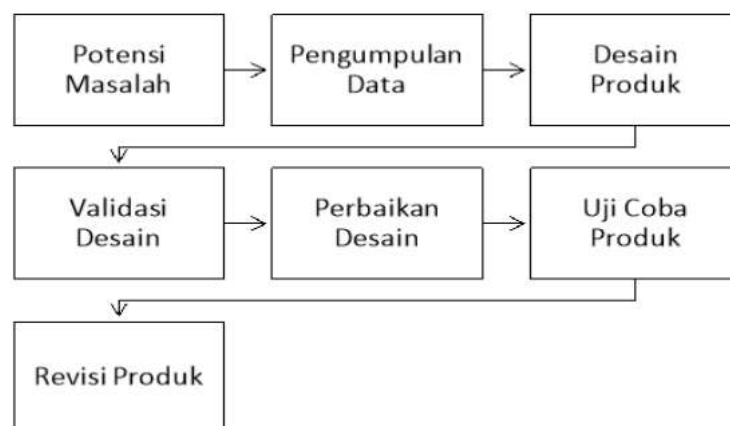 Potensi
Masalah
Pengumpulan
Data
Desain
Produk
Validasi
Desain
Perbaikan
Desain
Uji Coba
Produk
Revisi Produk